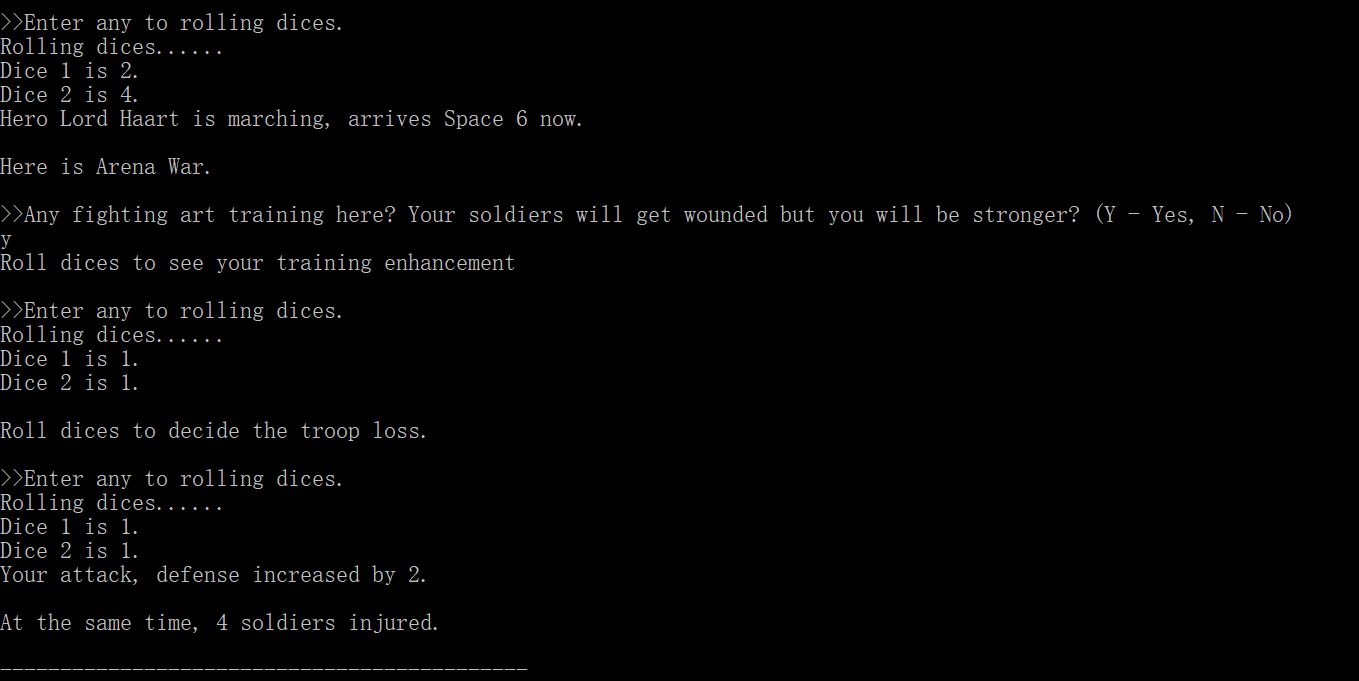 >>Enter any to rolling dices.
Rolling dices......
Dice 1 is 2.
Dice 2 is 4.
Hero Lord Haart is marching, arrives Space 6 now.
Here is Arena War.
>>Any fighting art training here? Your soldiers will get wounded but you will be stronger? (Y - Yes, N - No)
y
Roll dices to see your training enhancement
>>Enter any to rolling dices.
Rolling dices......
Dice 1 is 1.
Dice 2 is 1.
Roll dices to decide the troop loss.
>>Enter any to rolling dices.
Rolling dices......
Dice 1 is 1.
Dice 2 is 1.
Your attack, defense increased by 2.
At the same time, 4 soldiers injured.
____________________________________________